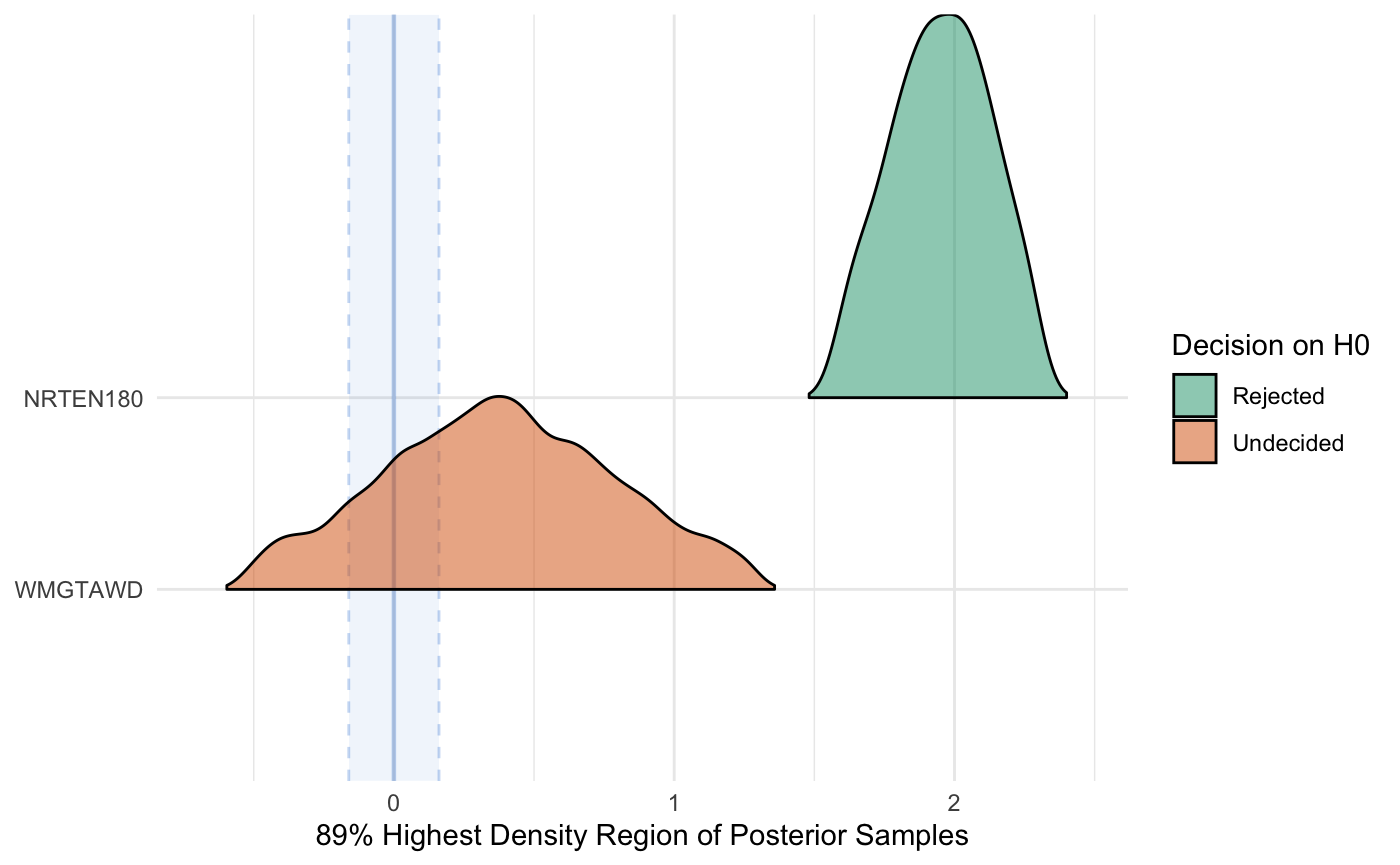 NRTEN180
WMGTAWD
0 1 2
89% Highest Density Region of Posterior Samples
Decision on H0
Rejected
Undecided